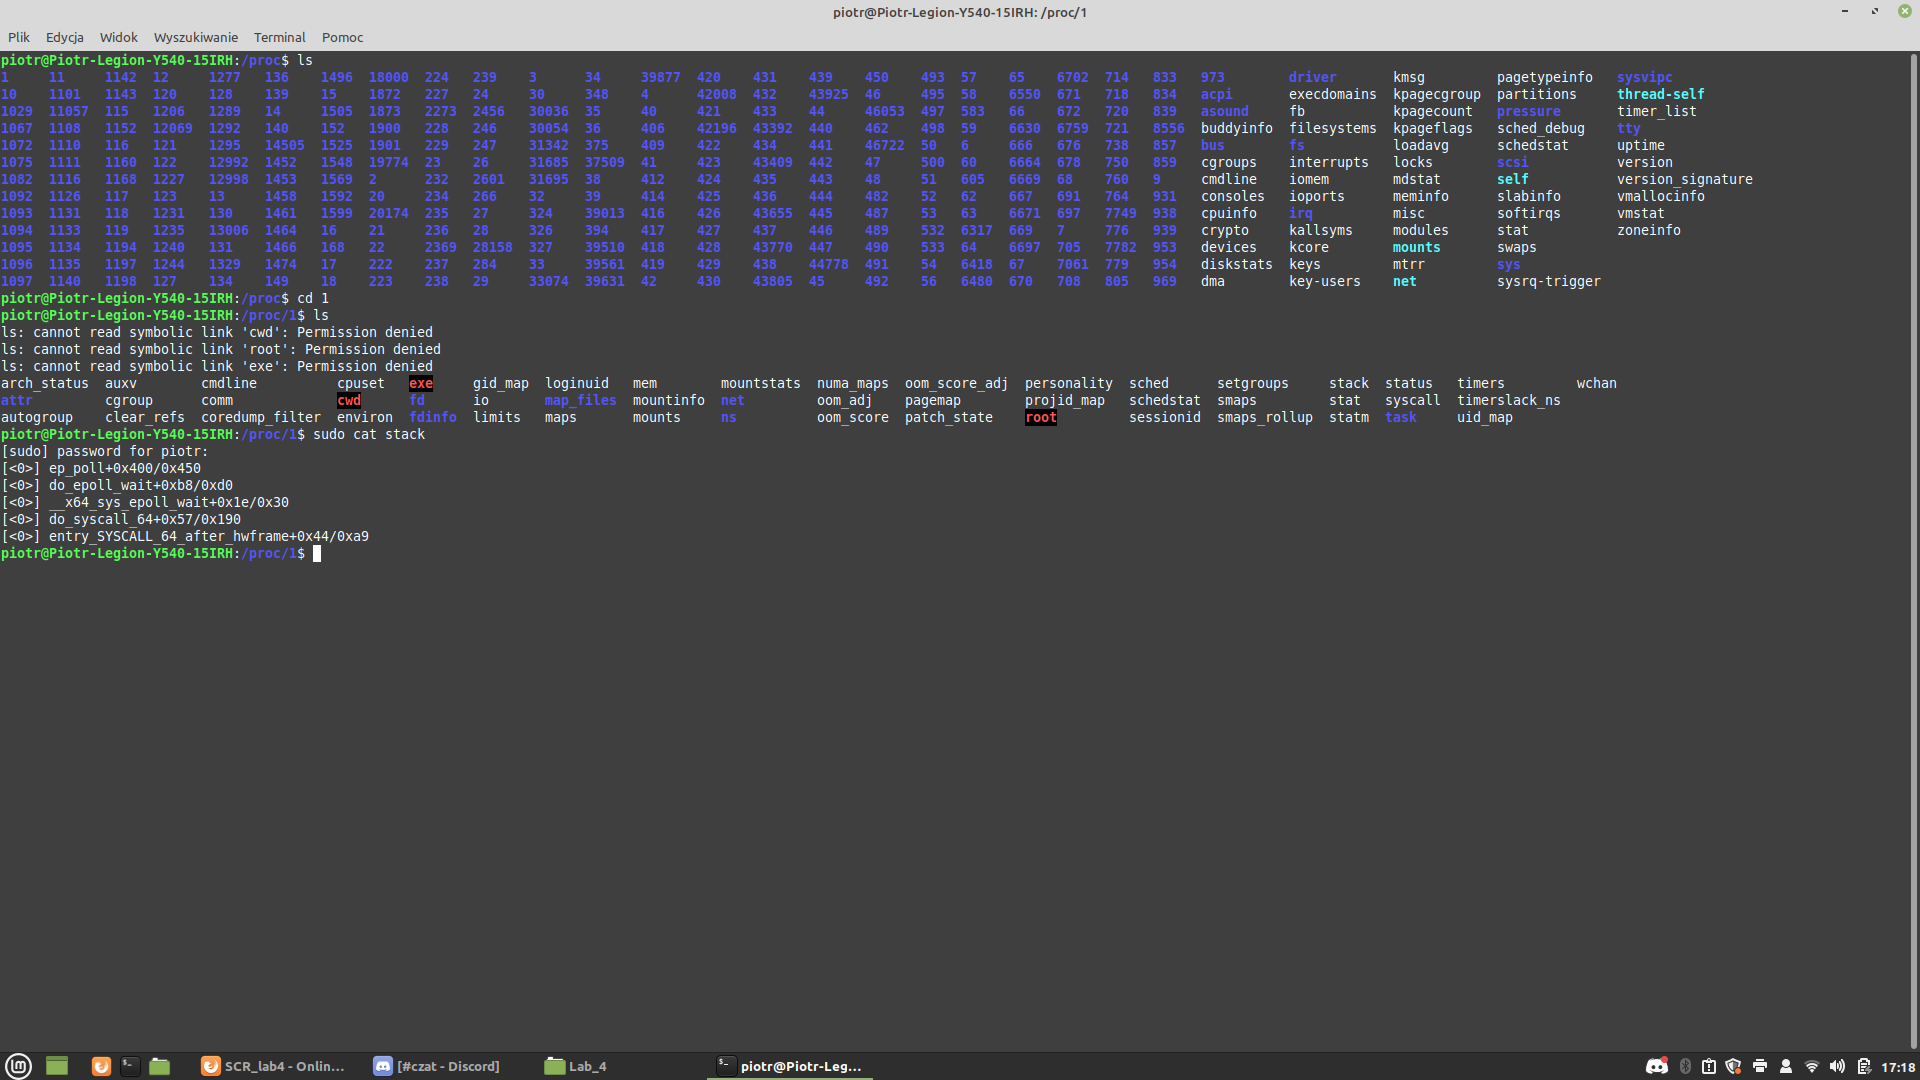 piotr@Piotr-Legion-Y540-15IRH: /proc/1
Plik Edycja Widok Wyszukiwanie Terminal Pomoc
piotr@Piotr-Legion-Y540-15IRH:/proc$ ls
1 11 1142 12 1277 136 1496 18000 224 239 3 34 39877 420 431 439 450 493 57 65 6702 714 833 973 driver kmsg pagetypeinfo sysvipc
10 1101 1143 120 128 139 15 1872 227 24 30 348 4 42008 432 43925 46 495 58 6550 671 718 834 acpi execdomains kpagecgroup partitions thread-self
1029 11057 115 1206 1289 14 1505 1873 2273 2456 30036 35 40 421 433 44 46053 497 583 66 672 720 839 asound fb kpagecount pressure timer_list
1067 1108 1152 12069 1292 140 152 1900 228 246 30054 36 406 42196 43392 440 462 498 59 6630 6759 721 8556 buddyinfo filesystems kpageflags sched_debug tty
1072 1110 116 121 1295 14505 1525 1901 229 247 31342 375 409 422 434 441 46722 50 6 666 676 738 857 bus fs loadavg schedstat uptime
1075 1111 1160 122 12992 1452 1548 19774 23 26 31685 37509 41 423 43409 442 47 500 60 6664 678 750 859 cgroups interrupts locks scsi version
1082 1116 1168 1227 12998 1453 1569 2 232 2601 31695 38 412 424 435 443 48 51 605 6669 68 760 9 cmdline iomem mdstat self version_signature
1092 1126 117 123 13 1458 1592 20 234 266 32 39 414 425 436 444 482 52 62 667 691 764 931 consoles ioports meminfo slabinfo vmallocinfo
1093 1131 118 1231 130 1461 1599 20174 235 27 324 39013 416 426 43655 445 487 53 63 6671 697 7749 938 cpuinfo irq misc softirqs vmstat
1094 1133 119 1235 13006 1464 16 21 236 28 326 394 417 427 437 446 489 532 6317 669 7 776 939 crypto kallsyms modules stat zoneinfo
1095 1134 1194 1240 131 1466 168 22 2369 28158 327 39510 418 428 43770 447 490 533 64 6697 705 7782 953 devices kcore mounts swaps
1096 1135 1197 1244 1329 1474 17 222 237 284 33 39561 419 429 438 44778 491 54 6418 67 7061 779 954 diskstats keys mtrr sys
1097 1140 1198 127 134 149 18 223 238 29 33074 39631 42 430 43805 45 492 56 6480 670 708 805 969 dma key-users net sysrq-trigger
piotr@Piotr-Legion-Y540-15IRH:/proc$ cd 1
piotr@Piotr-Legion-Y540-15IRH:/proc/1$ ls
ls: cannot read symbolic link 'cwd': Permission denied
ls: cannot read symbolic link 'root': Permission denied
ls: cannot read symbolic link 'exe': Permission denied
arch_status auxv cmdline cpuset exe gid_map loginuid mem mountstats numa_maps oom_score_adj personality sched setgroups stack status timers wchan
attr cgroup comm cwd fd io map_files mountinfo net oom_adj pagemap projid_map schedstat smaps stat syscall timerslack_ns
autogroup clear_refs coredump_filter environ fdinfo limits maps mounts ns oom_score patch_state root sessionid smaps_rollup statm task uid_map
piotr@Piotr-Legion-Y540-15IRH:/proc/1$ sudo cat stack
[sudo] password for piotr:
[<0>] ep_poll+0x400/0x450
[<0>] do_epoll_wait+0xb8/0xd0
[<0>] __x64_sys_epoll_wait+0x1e/0x30
[<0>] do_syscall_64+0x57/0x190
[<0>] entry_SYSCALL_64_after_hwframe+0x44/0xa9
piotr@Piotr-Legion-Y540-15IRH:/proc/1$
SCR_lab4 - Onlin... [#czat - Discord] Lab_4 piotr@Piotr-Leg... 17:18